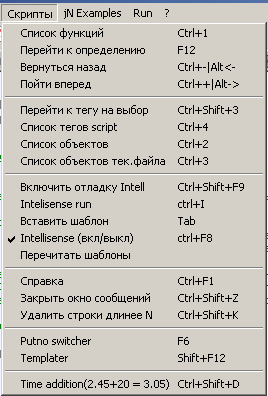 Скрипты jN Examples Run ?
Список функций Ctrl+1
Перейти к определению F12
Вернуться назад Ctrl+-|Alt<-
Пойти вперед Ctrl++|Alt->
Перейти к тегу на выбор Ctrl+Shift+3
Список тегов script Ctrl+4
Список объектов Ctrl+2
Список объектов тек.файла Ctrl+3
Включить отладку Intell Ctrl+Shift+F9
Intelisense run ctrl+I
Вставить шаблон Tab
Intellisense (вкл/выкл) ctrl+F8
Перечитать шаблоны
Справка Ctrl+F1
Закрыть окно сообщений Ctrl+Shift+Z
Удалить строки длинее N Ctrl+Shift+K
Putno switcher F6
Templater Shift+F12
Time addition(2.45+20 = 3.05) Ctrl+Shift+D